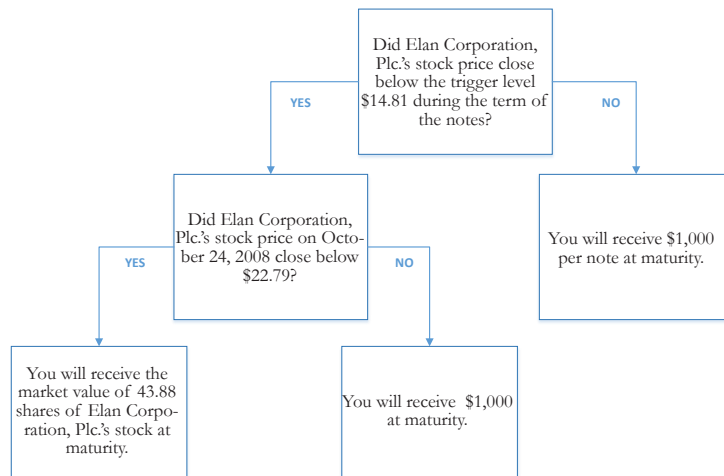 Did Elan Corporation,
Plc.'s stock price close
below the trigger level
$14.81 during the term of
the notes?
YES
NO
Did Elan Corporation,
Plc.'s stock price on Octo-
ber 24, 2008 close below
$22.79?
You will receive $1,000
per note at maturity.
YES
NO
You will receive the
market value of 43.88
shares of Elan Corpo-
ration, Plc.'s stock at
maturity.
You will receive $1,000
at maturity.